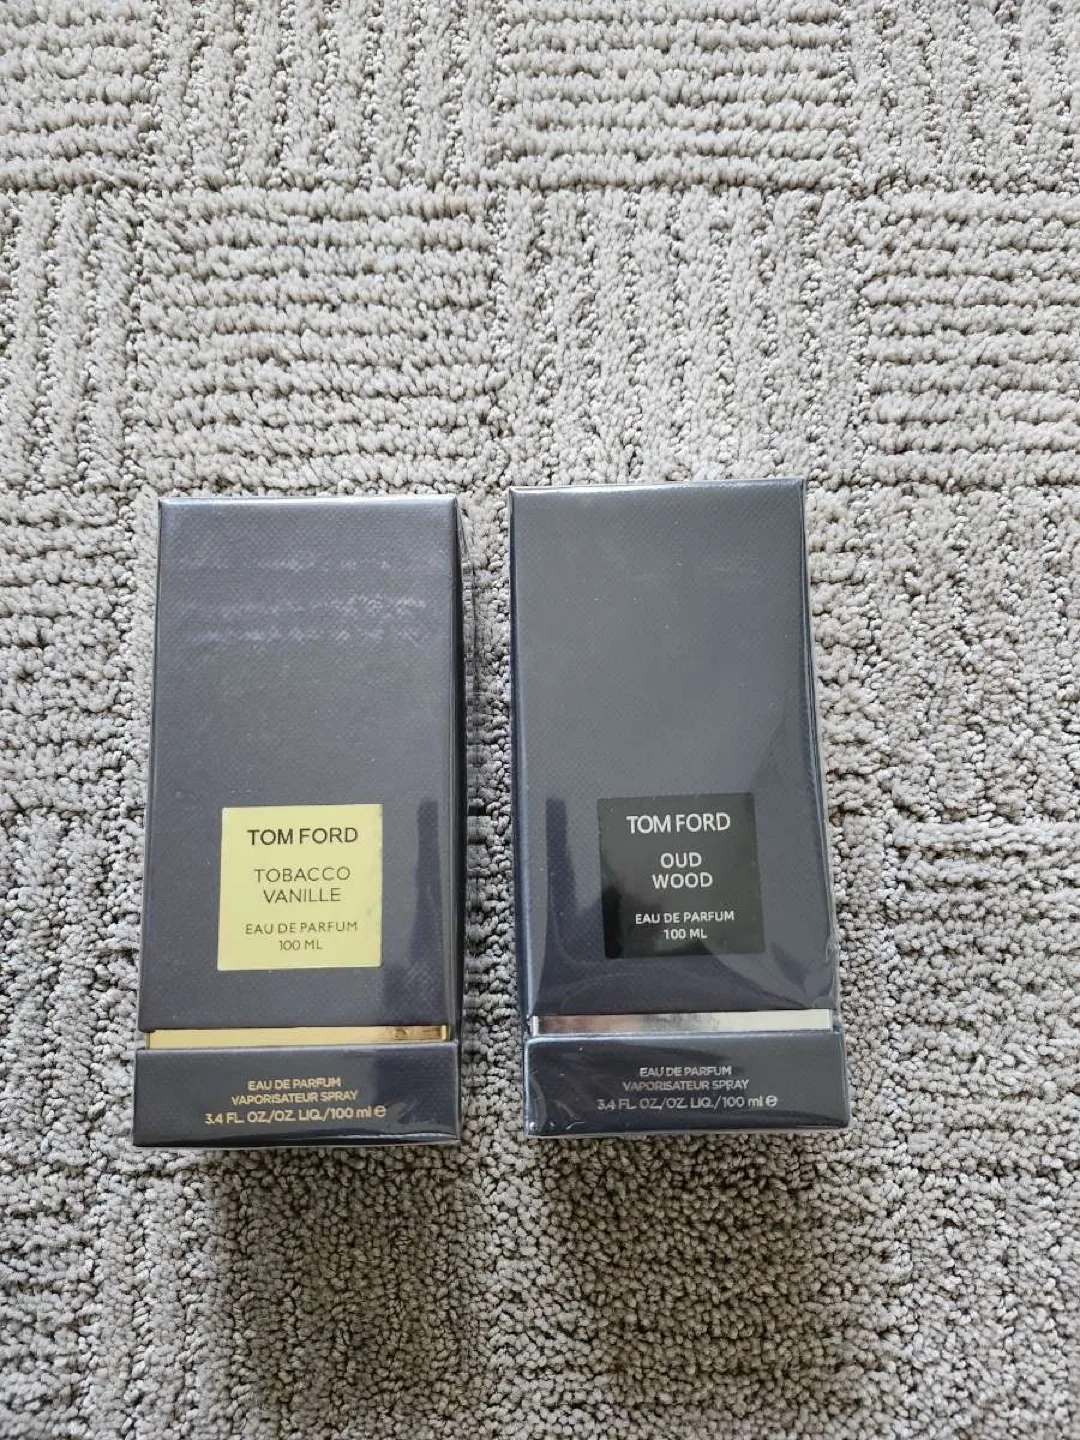 TOM FORD
TOBACCO
VANILLE
EAU DE PARFUM
100 ML
EAU DE PARFUM
VAPORISATEUR SPRAY
3.4 FL. OZ./OZ. LIQ./100 ml ℮
TOM FORD
OUD
WOOD
EAU DE PARFUM
100 ML
EAU DE PARFUM
VAPORISATEUR SPRAY
3.4 FL. OZ./OZ. LIQ./100 ml ℮